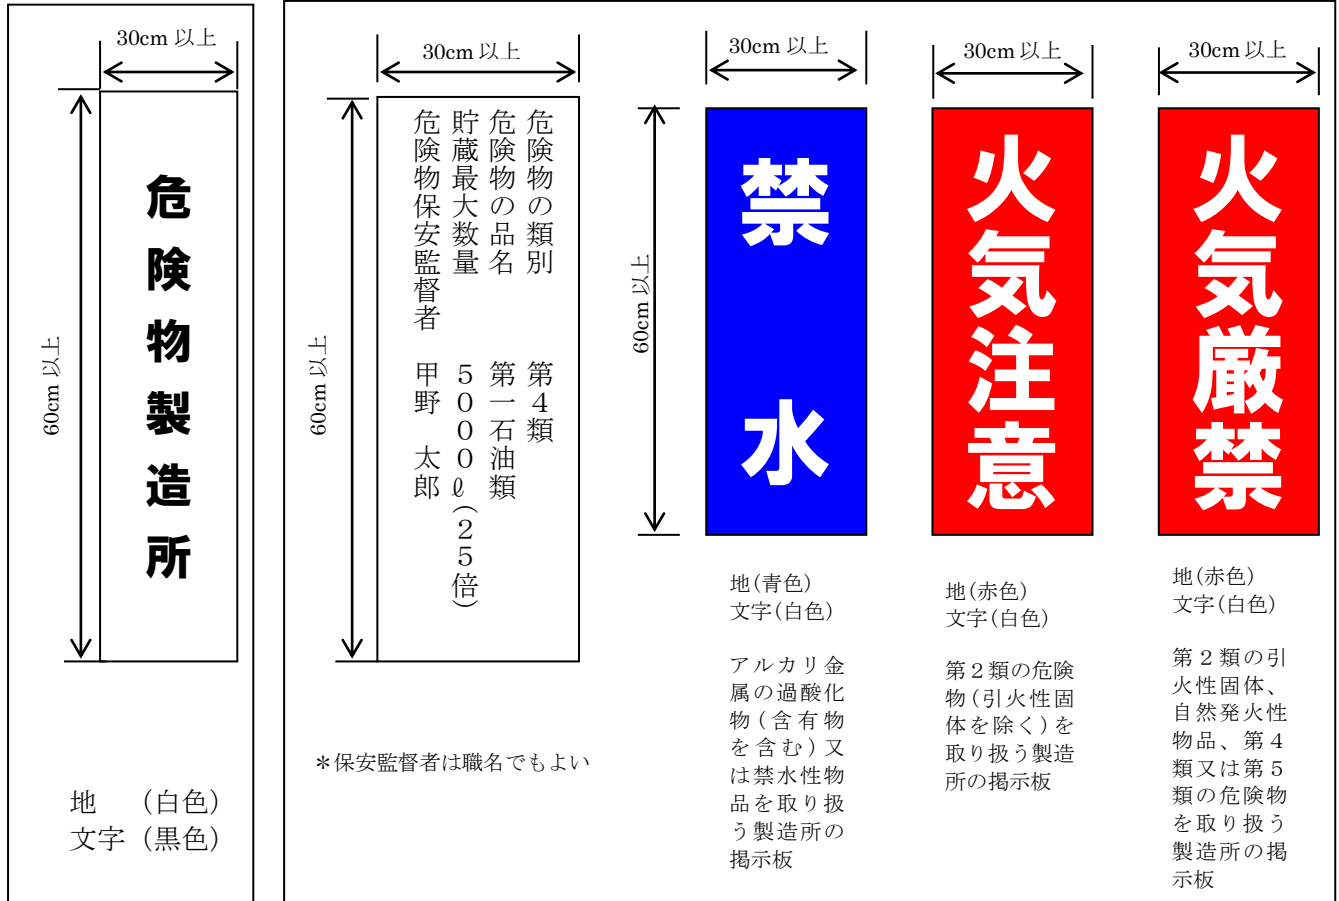 30cm 以上
60cm 以上
危険物製造所
地　（白色）
文字（黒色）
30cm 以上
60cm 以上
危険物の類別　第４類
危険物の品名　第一石油類
貯蔵最大数量　５０００ℓ（２５倍）
危険物保安監督者　甲野　太郎
＊保安監督者は職名でもよい
30cm 以上
60cm 以上
禁水
地(青色)
文字(白色)
アルカリ金
属の過酸化
物(含有物
を含む)又
は禁水性物
品を取り扱
う製造所の
掲示板
30cm 以上
火気注意
地(赤色)
文字(白色)
第２類の危険
物(引火性固
体を除く)を
取り扱う製造
所の掲示板
30cm 以上
火気厳禁
地(赤色)
文字(白色)
第２類の引
火性固体、
自然発火性
物品、第４
類又は第５
類の危険物
を取り扱う
製造所の掲
示板